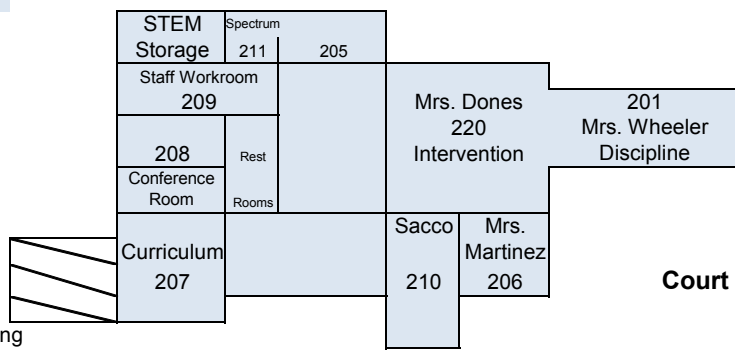 STEM
Storage
Spectrum
211
205
Staff Workroom
209
Mrs. Dones
220
Intervention
201
Mrs. Wheeler
Discipline
208
Rest
Rooms
Conference
Room
Curriculum
207
Sacco
210
Mrs.
Martinez
206
Court
ng